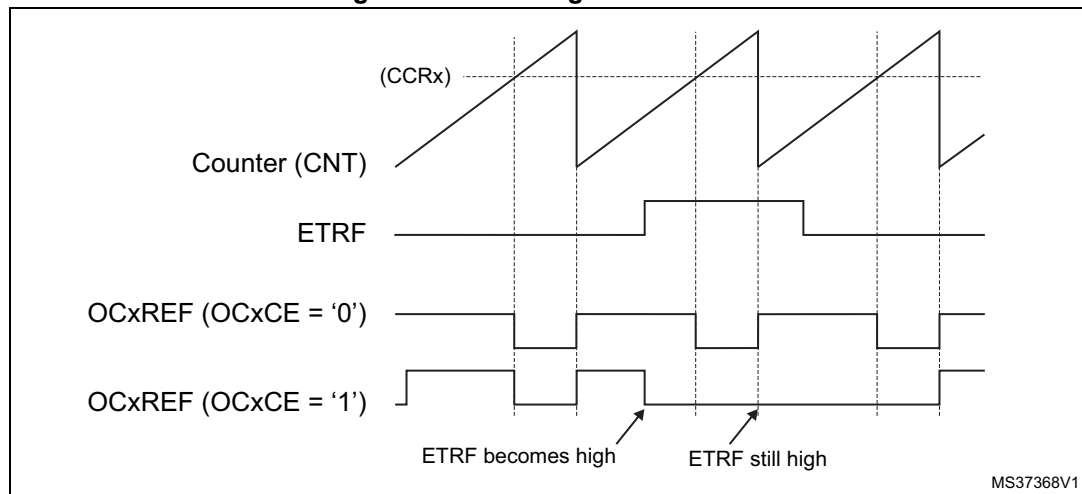 (CCRx)
Counter (CNT)
ETRF
OCxREF (OCxCE = ‘0’)
OCxREF (OCxCE = ‘1’)
ETRF becomes high
ETRF still high
MS37368V1